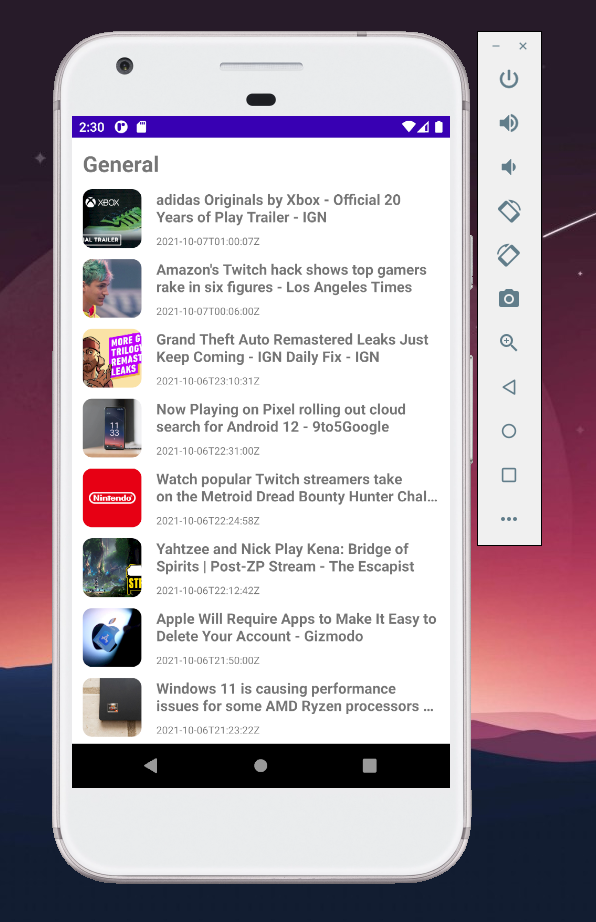 2:30
General
XBOX
AL TRAILER
adidas Originals by Xbox - Official 20
Years of Play Trailer - IGN
2021-10-07T01:00:07Z
Amazon's Twitch hack shows top gamers
rake in six figures - Los Angeles Times
2021-10-07T00:06:00Z
MORE G
TRILOG
REMAST
LEAKS
Grand Theft Auto Remastered Leaks Just
Keep Coming - IGN Daily Fix - IGN
2021-10-06T23:10:31Z
11
33
Now Playing on Pixel rolling out cloud
search for Android 12 - 9to5Google
2021-10-06T22:31:00Z
Nintendo
Watch popular Twitch streamers take
on the Metroid Dread Bounty Hunter Chal...
2021-10-06T22:24:58Z
STE
Yahtzee and Nick Play Kena: Bridge of
Spirits | Post-ZP Stream - The Escapist
2021-10-06T22:12:42Z
Apple Will Require Apps to Make It Easy to
Delete Your Account - Gizmodo
2021-10-06T21:50:00Z
Windows 11 is causing performance
issues for some AMD Ryzen processors ...
2021-10-06T21:23:22Z